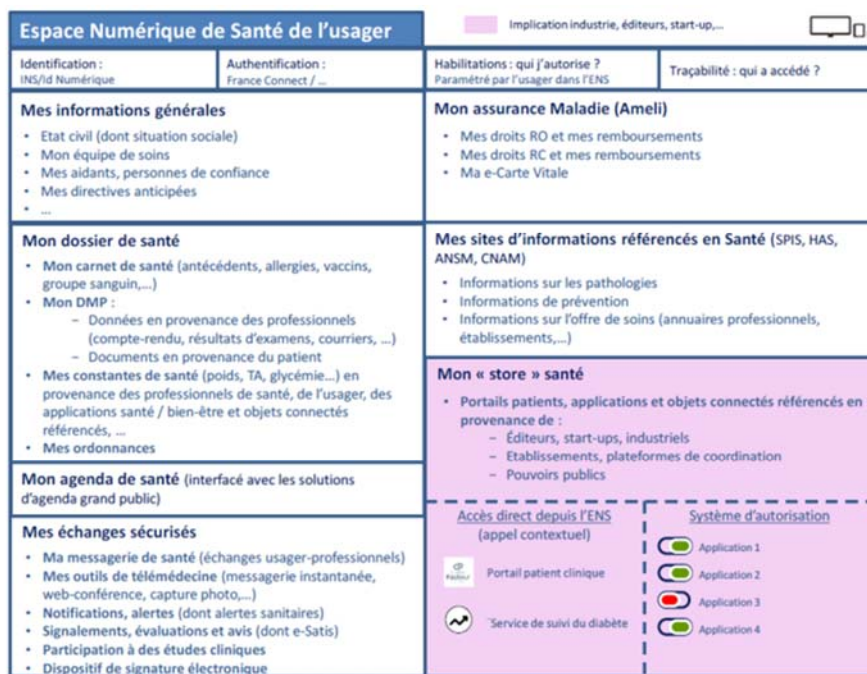 Espace Numérique de Santé de l'usager
Implication industrie, éditeurs, start-up,…
Identification :
INS/Id Numérique
Authentification :
France Connect / …
Habilitations : qui j'autorise ?
Paramétré par l'usager dans l'ENS
Traçabilité : qui a accédé ?
Mes informations générales
• Etat civil (dont situation sociale)
• Mon équipe de soins
• Mes aidants, personnes de confiance
• Mes directives anticipées
• …
Mon dossier de santé
• Mon carnet de santé (antécédents, allergies, vaccins,
groupe sanguin,…)
• Mon DMP :
– Données en provenance des professionnels
(compte-rendu, résultats d'examens, courriers, …)
– Documents en provenance du patient
• Mes constantes de santé (poids, TA, glycémie…) en
provenance des professionnels de santé, de l'usager, des
applications santé / bien-être et objets connectés
référencés, …
• Mes ordonnances
Mon agenda de santé (interfacé avec les solutions
d'agenda grand public)
Mes échanges sécurisés
• Ma messagerie de santé (échanges usager-professionnels)
• Mes outils de télémédecine (messagerie instantanée,
web-conférence, capture photo,…)
• Notifications, alertes (dont alertes sanitaires)
• Signalements, évaluations et avis (dont e-Satis)
• Participation à des études cliniques
• Dispositif de signature électronique
Mon assurance Maladie (Ameli)
• Mes droits RO et mes remboursements
• Mes droits RC et mes remboursements
• Ma e-Carte Vitale
Mes sites d'informations référencés en Santé (SPIS, HAS,
ANSM, CNAM)
• Informations sur les pathologies
• Informations de prévention
• Informations sur l'offre de soins (annuaires professionnels,
établissements,…)
Mon « store » santé
• Portails patients, applications et objets connectés référencés en
provenance de :
– Éditeurs, start-ups, industriels
– Etablissements, plateformes de coordination
– Pouvoirs publics
Accès direct depuis l'ENS
(appel contextuel)
Portail patient clinique
Service de suivi du diabète
Système d'autorisation
Application 1
Application 2
Application 3
Application 4